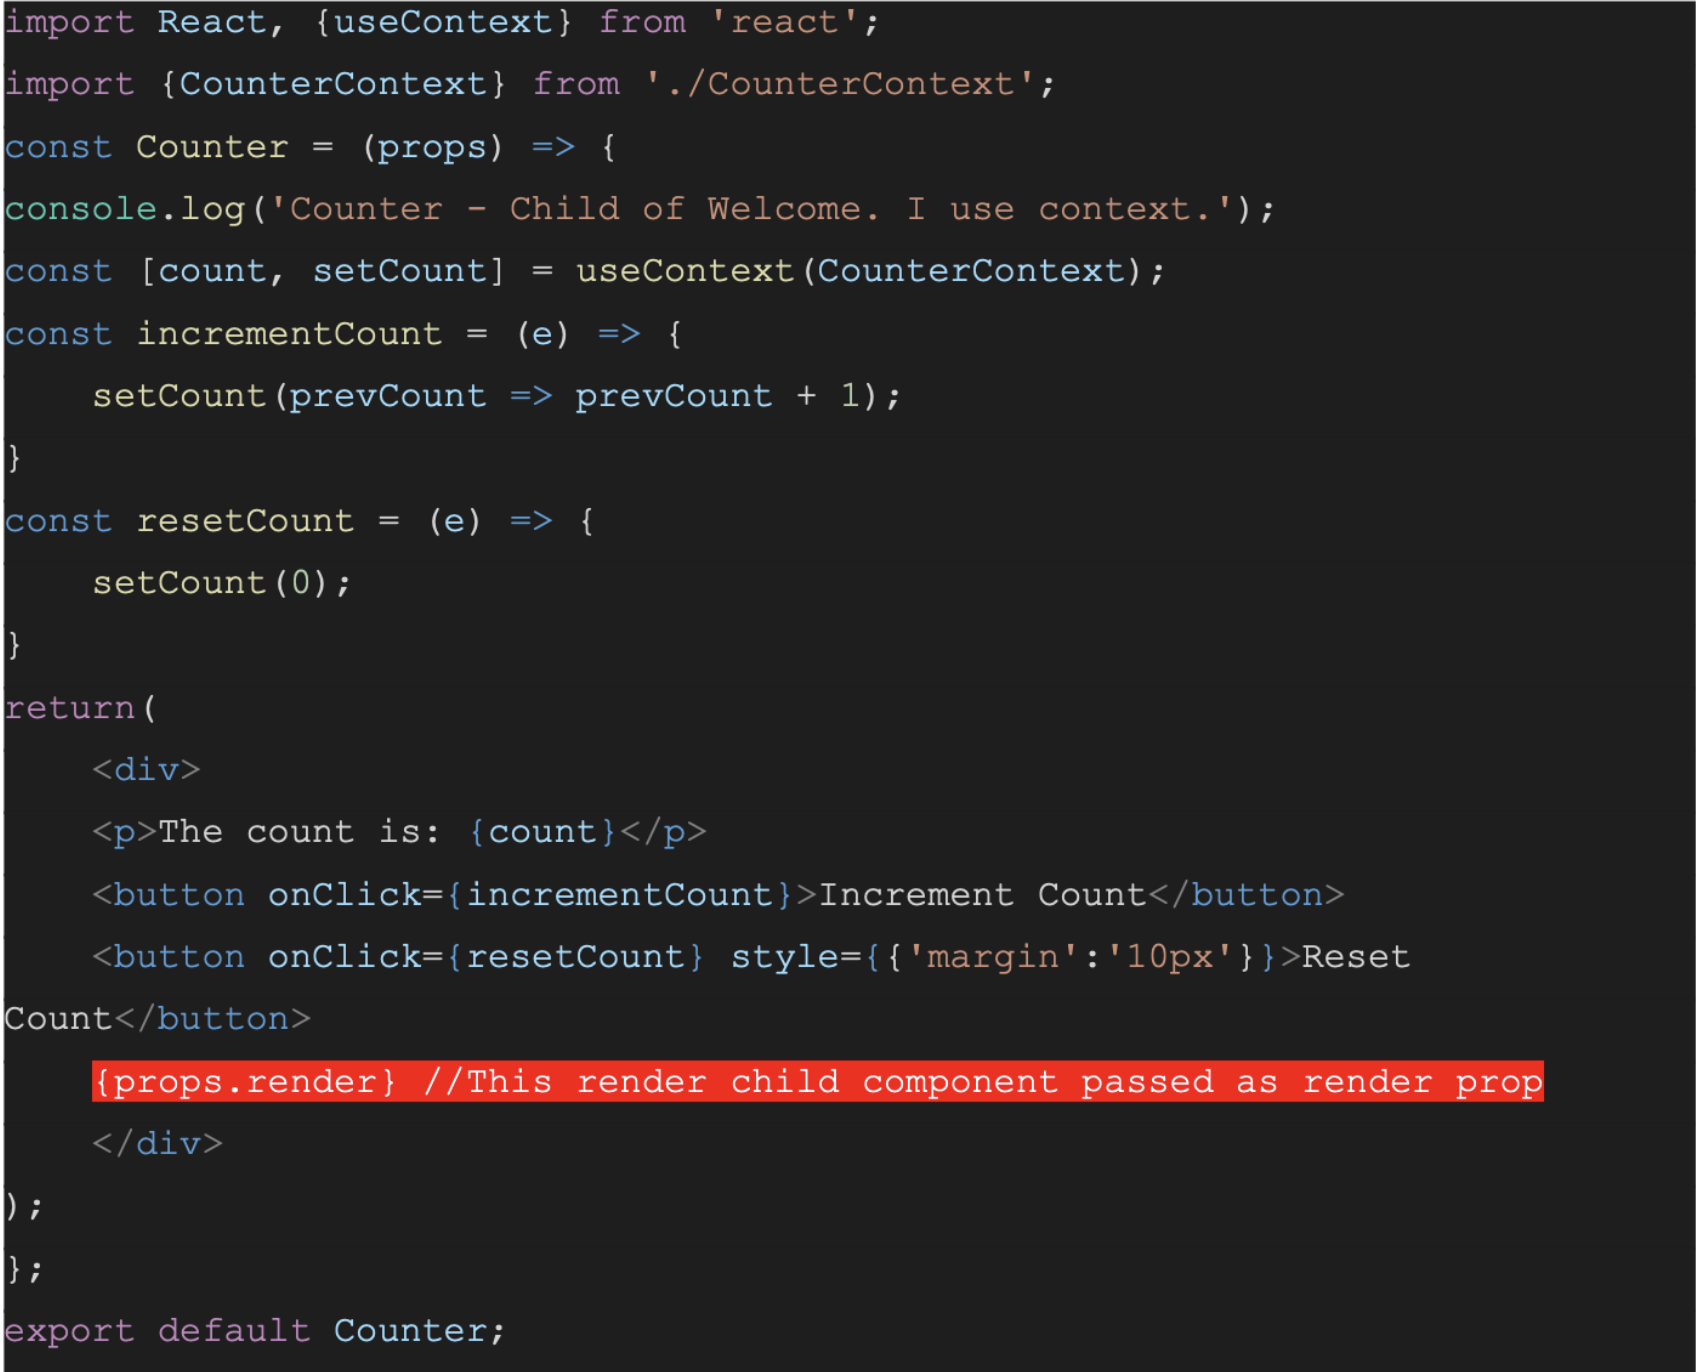 import React, {useContext} from 'react';
import {CounterContext} from './CounterContext';
const Counter = (props) => {
console.log('Counter - Child of Welcome. I use context.');
const [count, setCount] = useContext(CounterContext);
const incrementCount = (e) => {
    setCount(prevCount => prevCount + 1);
}
const resetCount = (e) => {
    setCount(0);
}
return(
    <div>
    <p>The count is: {count}</p>
    <button onClick={incrementCount}>Increment Count</button>
    <button onClick={resetCount} style={{'margin':'10px'}}>Reset
Count</button>
    {props.render} //This render child component passed as render prop
    </div>
);
};
export default Counter;